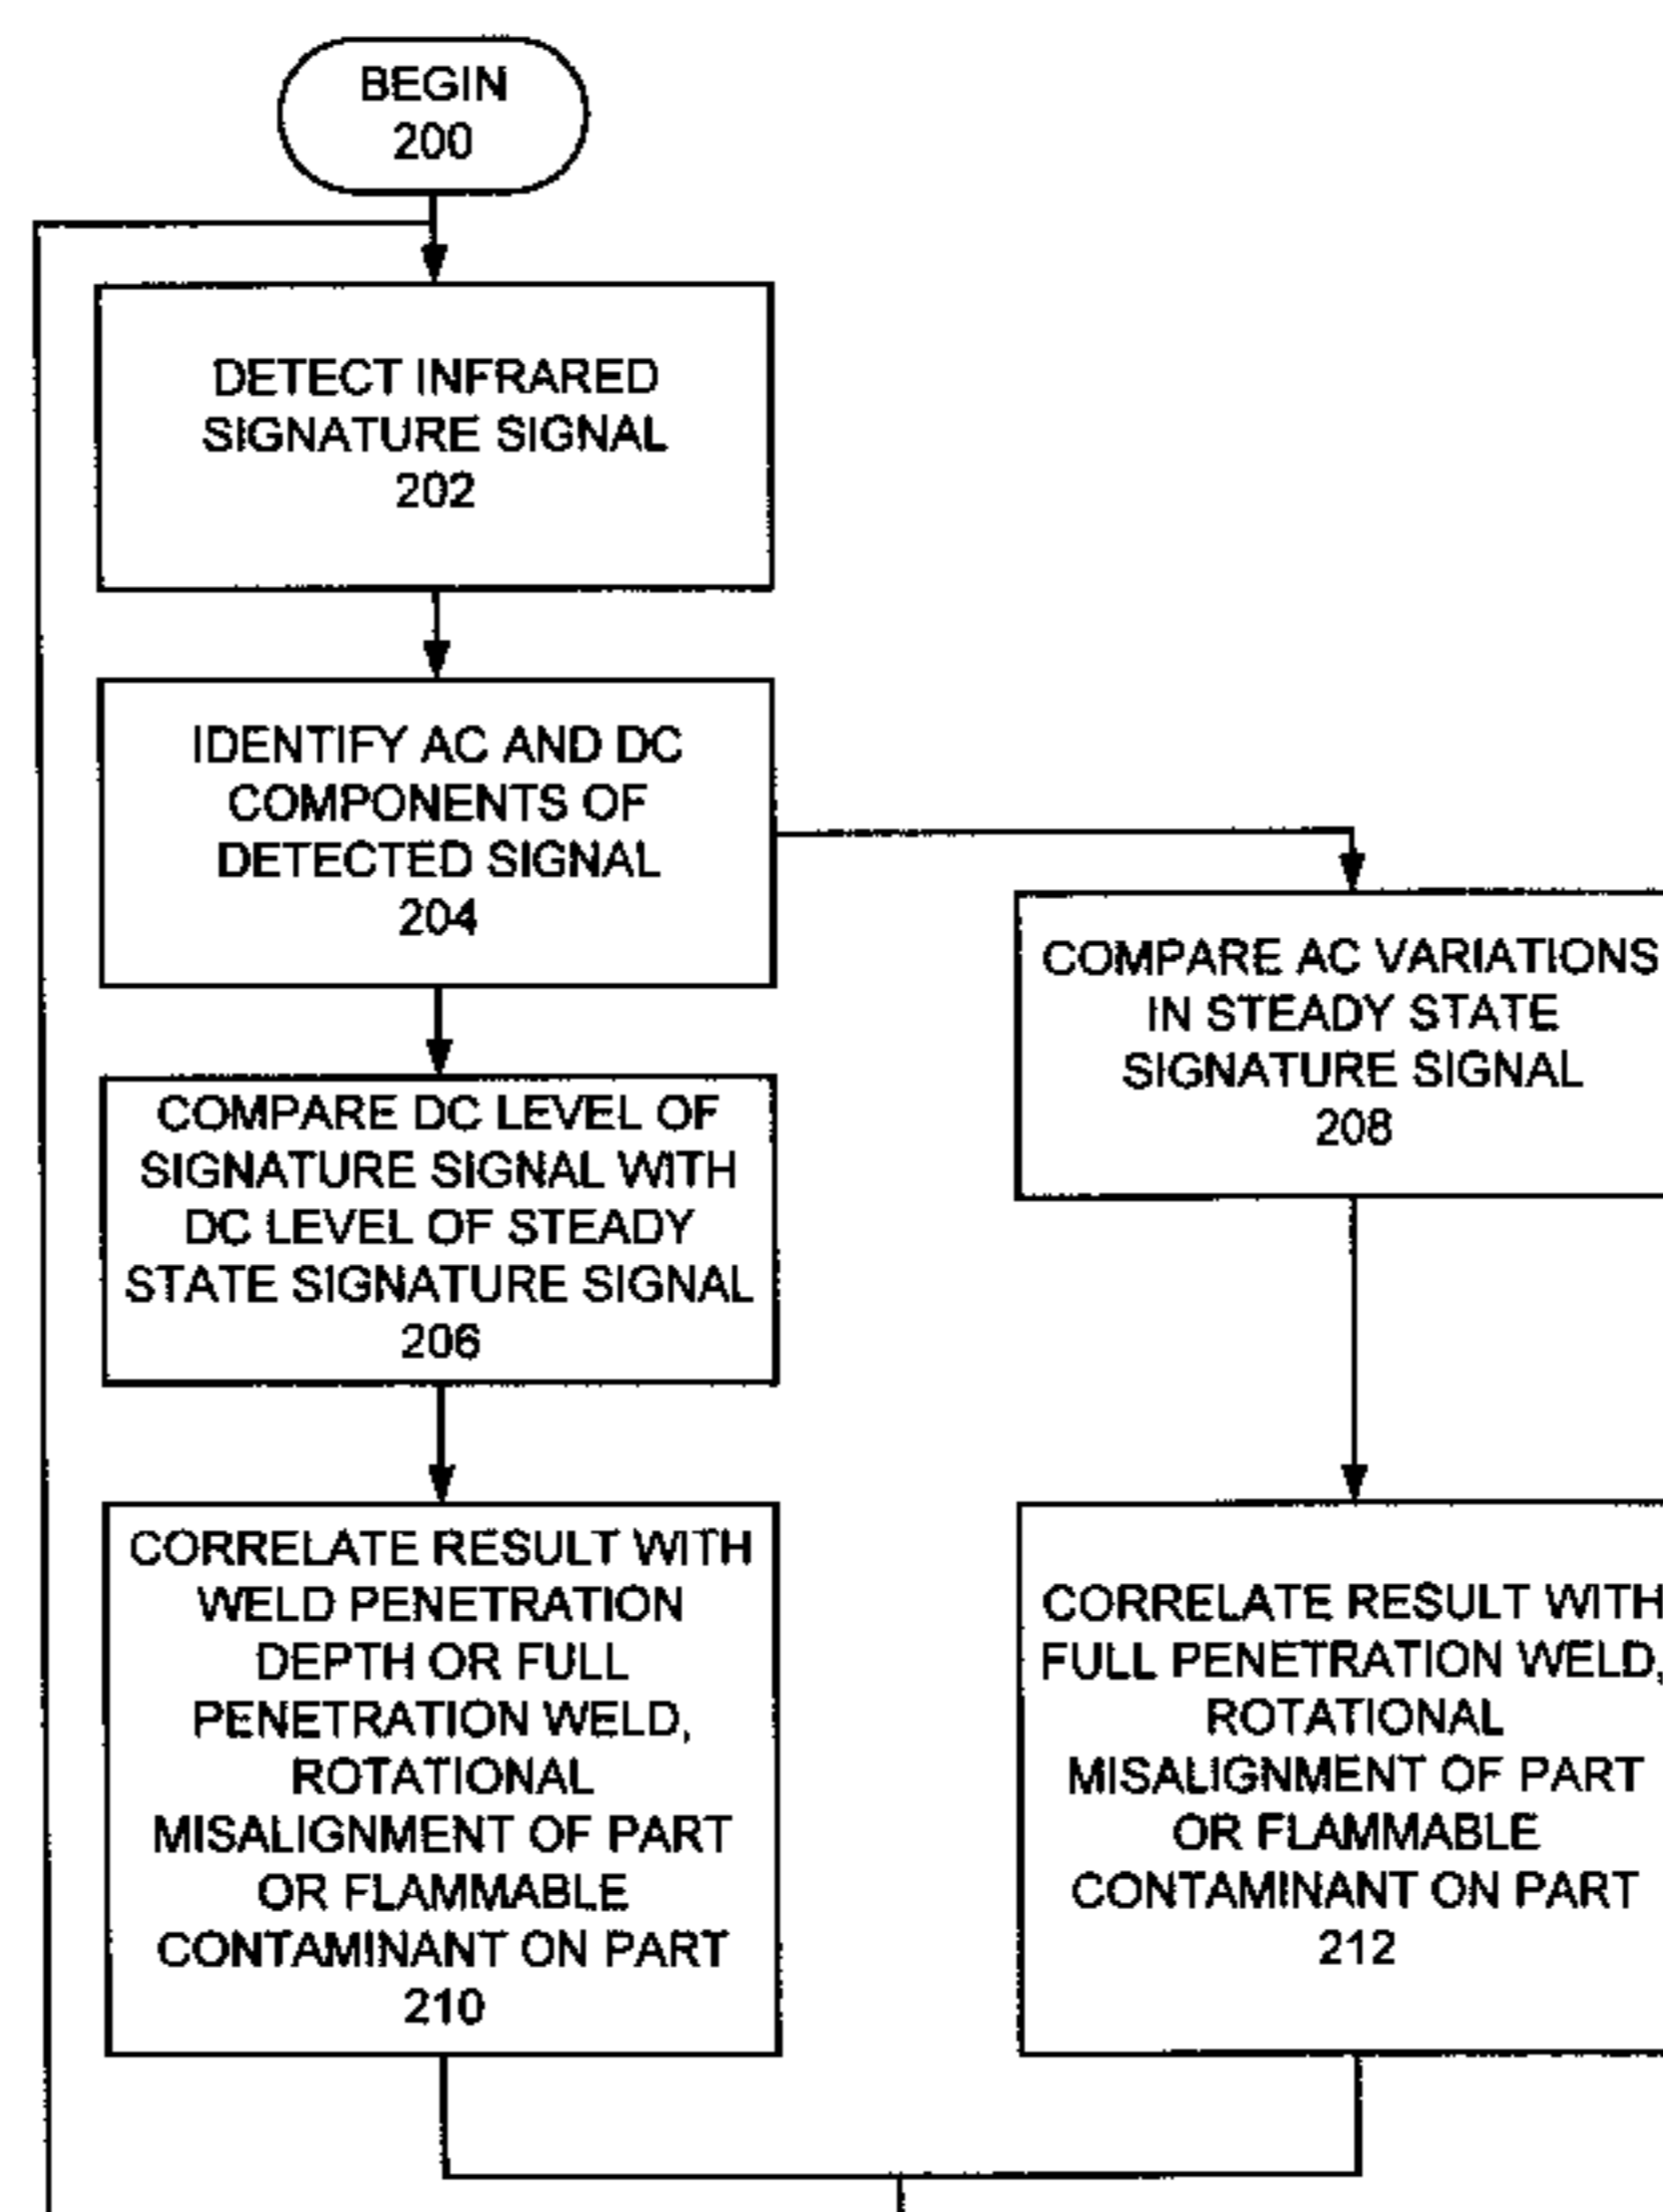 BEGIN
200
DETECT INFRARED
SIGNATURE SIGNAL
202
IDENTIFY AC AND DC
COMPONENTS OF
DETECTED SIGNAL
204
COMPARE DC LEVEL OF
SIGNATURE SIGNAL WITH
DC LEVEL OF STEADY
STATE SIGNATURE SIGNAL
206
COMPARE AC VARIATIONS
IN STEADY STATE
SIGNATURE SIGNAL
208
CORRELATE RESULT WITH
WELD PENETRATION
DEPTH OR FULL
PENETRATION WELD,
ROTATIONAL
MISALIGNMENT OF PART
OR FLAMMABLE
CONTAMINANT ON PART
210
CORRELATE RESULT WITH
FULL PENETRATION WELD,
ROTATIONAL
MISALIGNMENT OF PART
OR FLAMMABLE
CONTAMINANT ON PART
212